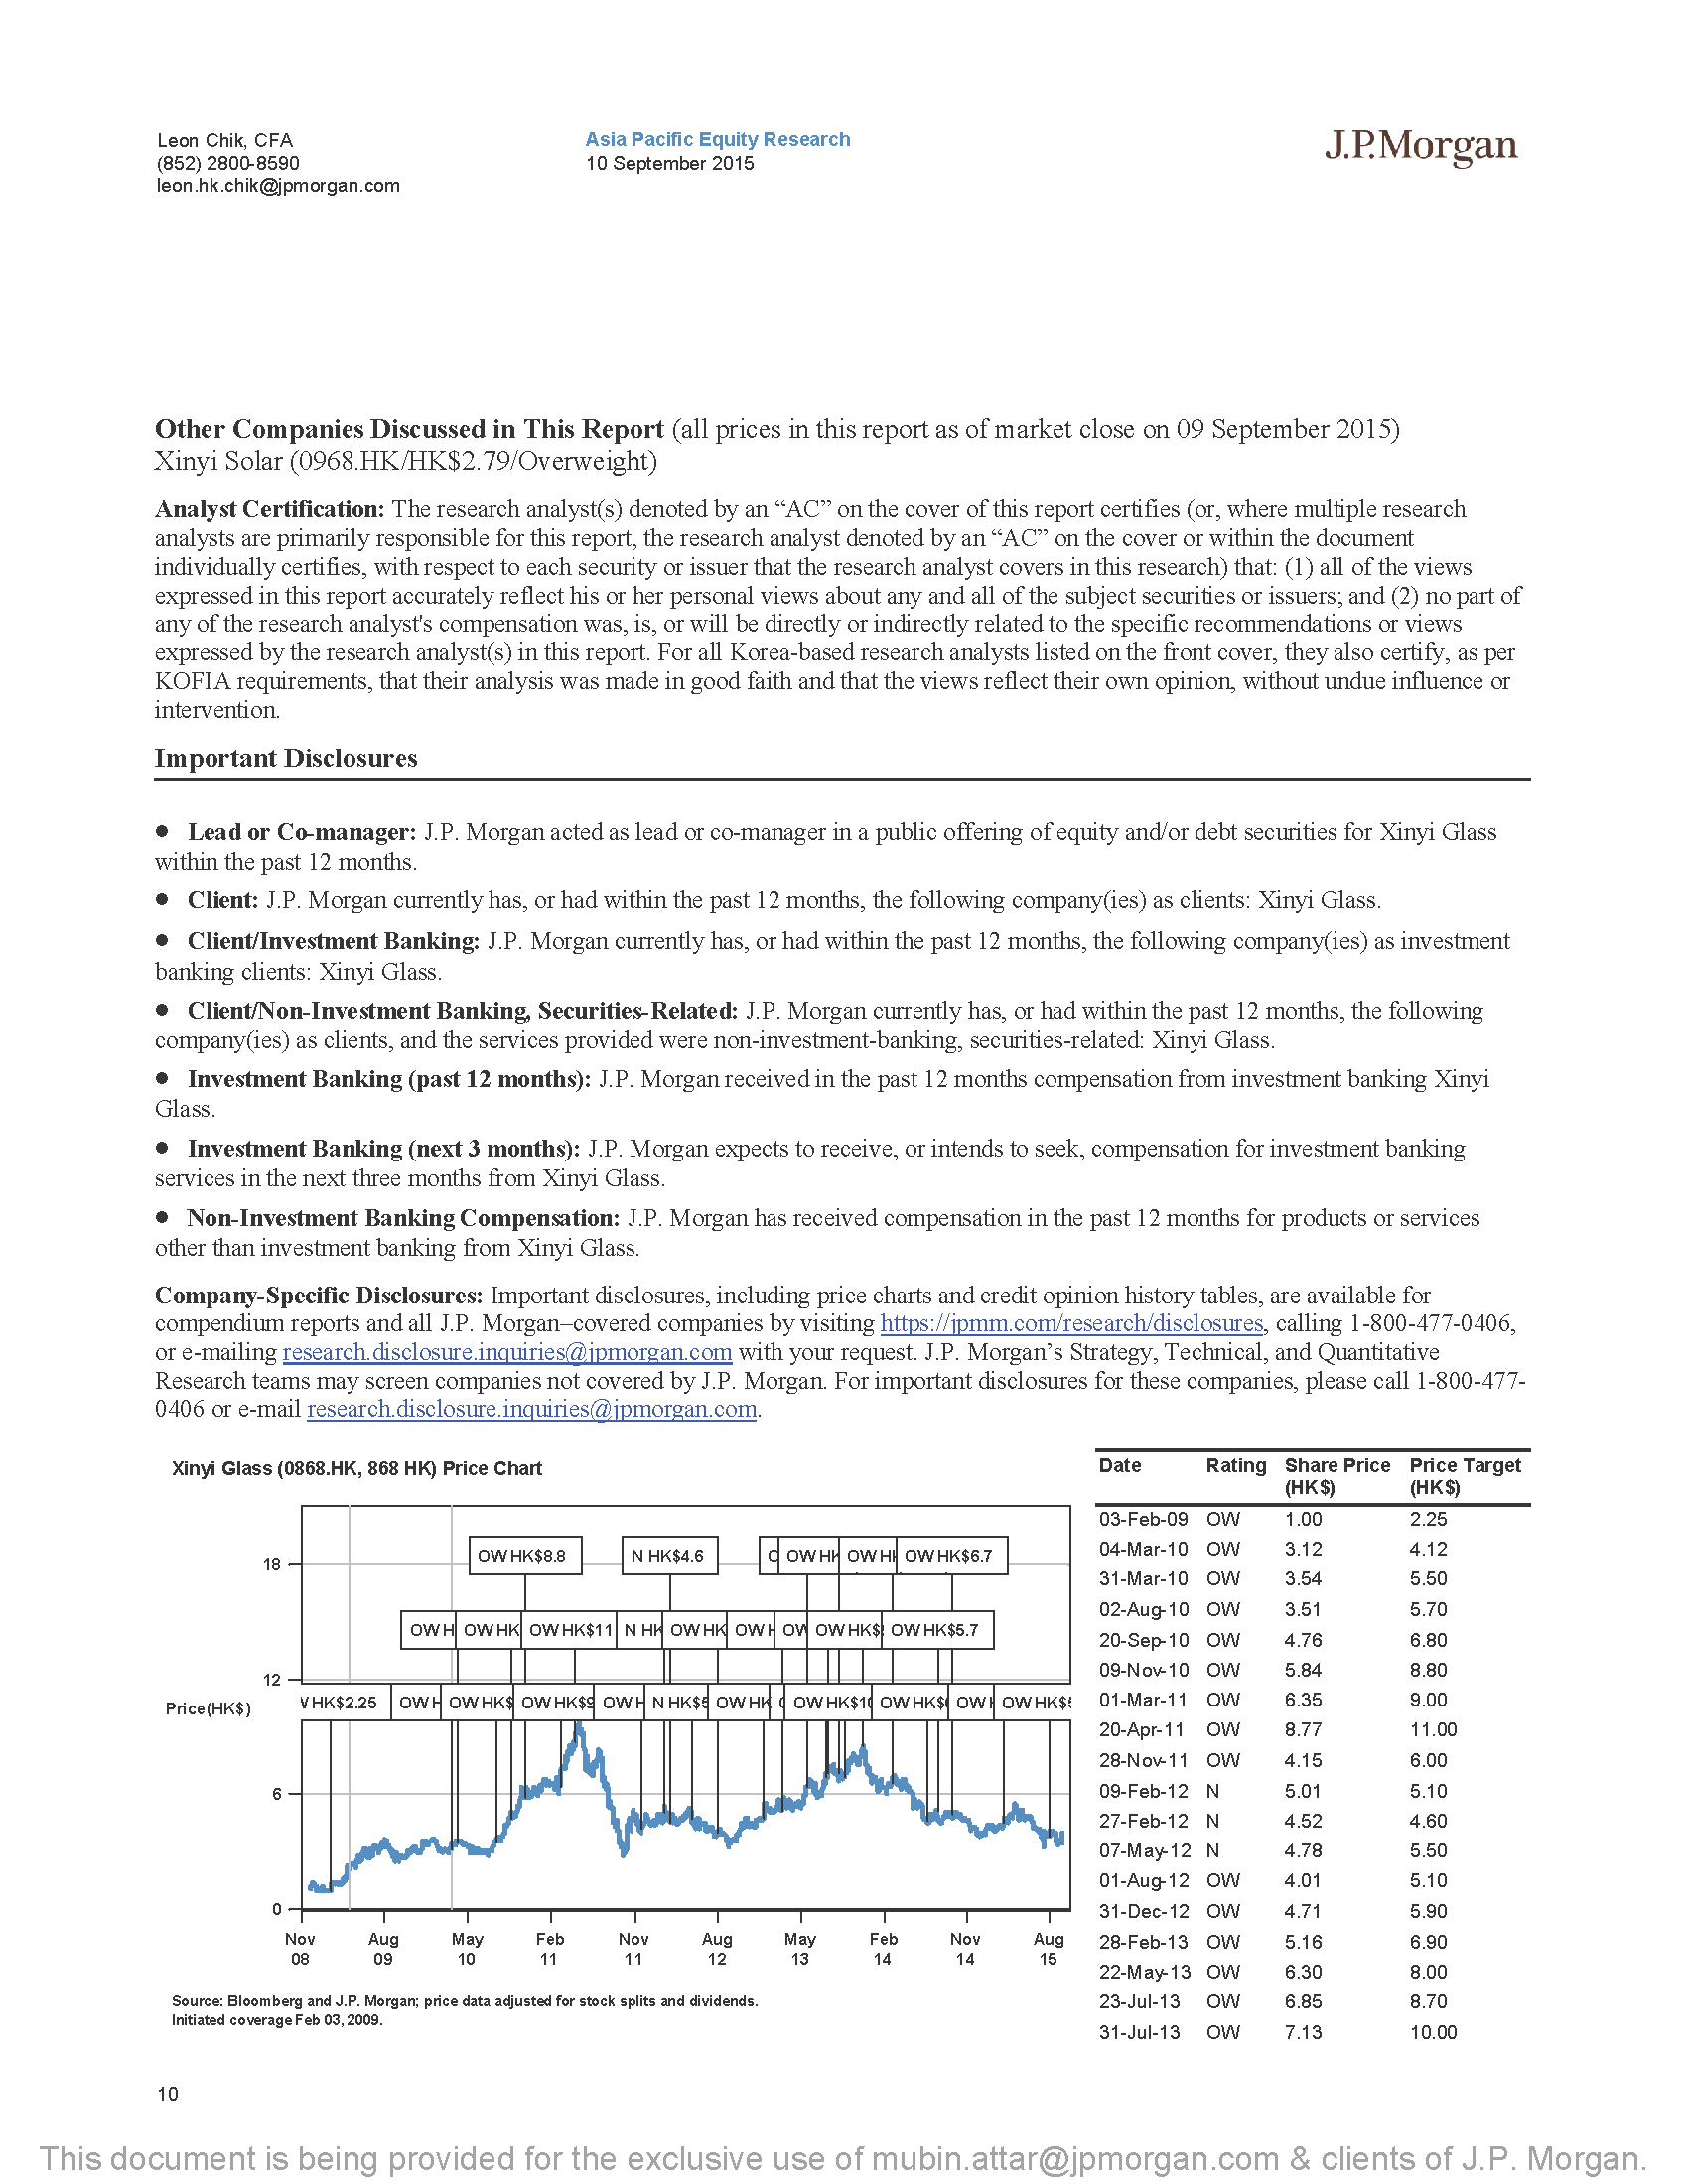 Leon Chik, CFA
(852) 2800-8590
leon.hk.chik@jpmorgan.com
Asia Pacific Equity Research
10 September 2015
J.P.Morgan
Other Companies Discussed in This Report (all prices in this report as of market close on 09 September 2015)
Xinyi Solar (0968.HK/HK$2.79/Overweight)
Analyst Certification: The research analyst(s) denoted by an “AC” on the cover of this report certifies (or, where multiple research
analysts are primarily responsible for this report, the research analyst denoted by an “AC” on the cover or within the document
individually certifies, with respect to each security or issuer that the research analyst covers in this research) that: (1) all of the views
expressed in this report accurately reflect his or her personal views about any and all of the subject securities or issuers; and (2) no part of
any of the research analyst's compensation was, is, or will be directly or indirectly related to the specific recommendations or views
expressed by the research analyst(s) in this report. For all Korea-based research analysts listed on the front cover, they also certify, as per
KOFIA requirements, that their analysis was made in good faith and that the views reflect their own opinion, without undue influence or
intervention.
Important Disclosures
● Lead or Co-manager: J.P. Morgan acted as lead or co-manager in a public offering of equity and/or debt securities for Xinyi Glass
within the past 12 months.
● Client: J.P. Morgan currently has, or had within the past 12 months, the following company(ies) as clients: Xinyi Glass.
● Client/Investment Banking: J.P. Morgan currently has, or had within the past 12 months, the following company(ies) as investment
banking clients: Xinyi Glass.
● Client/Non-Investment Banking, Securities-Related: J.P. Morgan currently has, or had within the past 12 months, the following
company(ies) as clients, and the services provided were non-investment-banking, securities-related: Xinyi Glass.
● Investment Banking (past 12 months): J.P. Morgan received in the past 12 months compensation from investment banking Xinyi
Glass.
● Investment Banking (next 3 months): J.P. Morgan expects to receive, or intends to seek, compensation for investment banking
services in the next three months from Xinyi Glass.
● Non-Investment Banking Compensation: J.P. Morgan has received compensation in the past 12 months for products or services
other than investment banking from Xinyi Glass.
Company-Specific Disclosures: Important disclosures, including price charts and credit opinion history tables, are available for
compendium reports and all J.P. Morgan–covered companies by visiting https://jpmm.com/research/disclosures, calling 1-800-477-0406,
or e-mailing research.disclosure.inquiries@jpmorgan.com with your request. J.P. Morgan’s Strategy, Technical, and Quantitative
Research teams may screen companies not covered by J.P. Morgan. For important disclosures for these companies, please call 1-800-477-
0406 or e-mail research.disclosure.inquiries@jpmorgan.com.
Xinyi Glass (0868.HK, 868 HK) Price Chart
18
OW HK$8.8 N HK$4.6 OW OW OW HK$6.7
OW OW HK OW HK$11 N OW HK OW OW HK$ OW HK$5.7
12
Price(HK$)
HK$2.25 OW OW HK$ OW HK$9 OW N HK$5 OW HK OW HK$10 OW HK$ OW OW HK$
6
0
Nov Aug May Feb Nov Aug May Feb Nov Aug
08 09 10 11 11 12 13 14 14 15
Source: Bloomberg and J.P. Morgan; price data adjusted for stock splits and dividends.
Initiated coverage Feb 03, 2009.
Date Rating Share Price Price Target
(HK$) (HK$)
03-Feb-09 OW 1.00 2.25
04-Mar-10 OW 3.12 4.12
31-Mar-10 OW 3.54 5.50
02-Aug-10 OW 3.51 5.70
20-Sep-10 OW 4.76 6.80
09-Nov-10 OW 5.84 8.80
01-Mar-11 OW 6.35 9.00
20-Apr-11 OW 8.77 11.00
28-Nov-11 OW 4.15 6.00
09-Feb-12 N 5.01 5.10
27-Feb-12 N 4.52 4.60
07-May-12 N 4.78 5.50
01-Aug-12 OW 4.01 5.10
31-Dec-12 OW 4.71 5.90
28-Feb-13 OW 5.16 6.90
22-May-13 OW 6.30 8.00
23-Jul-13 OW 6.85 8.70
31-Jul-13 OW 7.13 10.00
10
This document is being provided for the exclusive use of mubin.attar@jpmorgan.com & clients of J.P. Morgan.